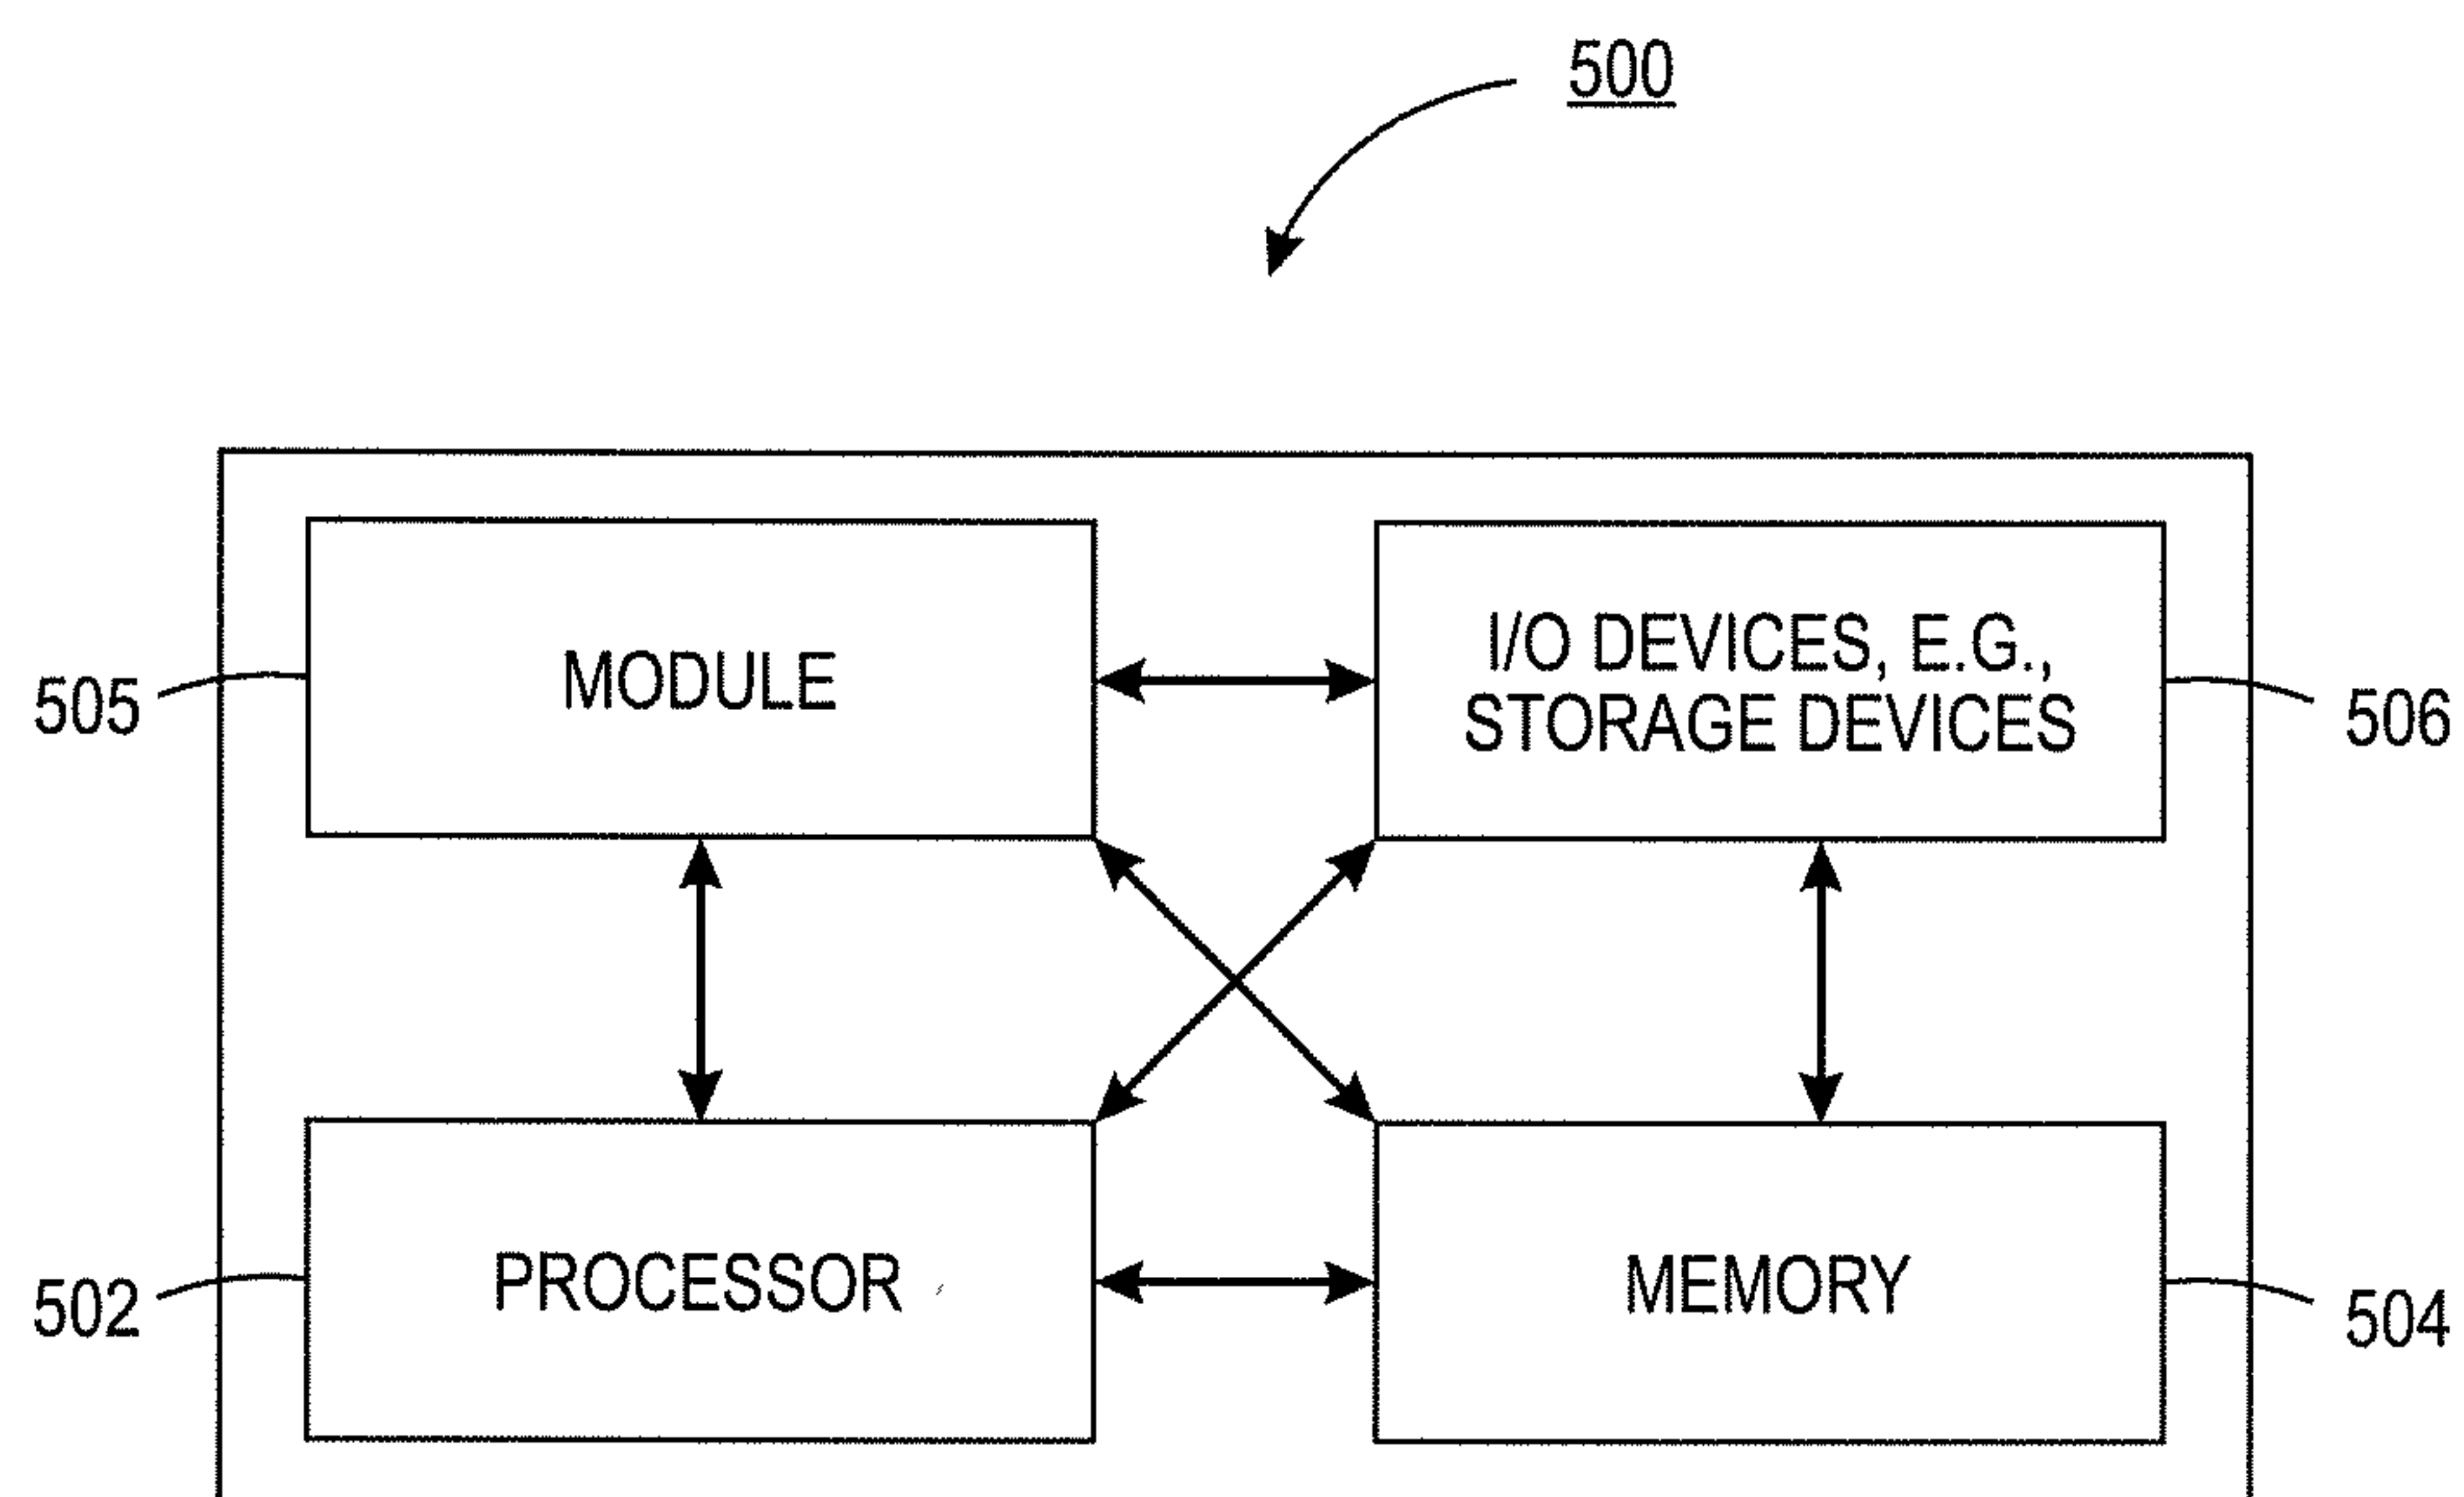 500
MODULE
I/O DEVICES, E.G.,
STORAGE DEVICES
505
506
PROCESSOR
MEMORY
502
504